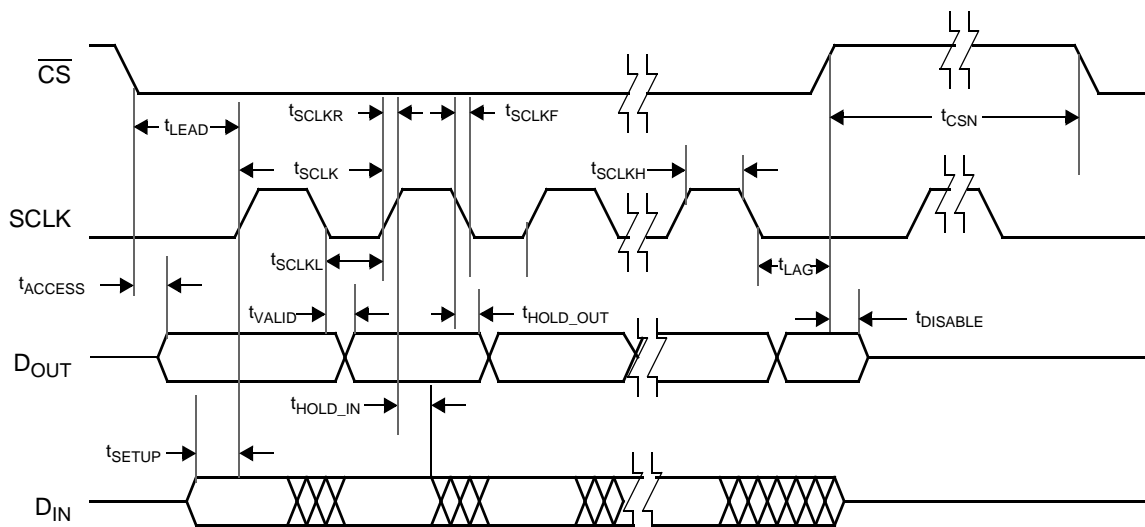 CS
tSCLKR
tSCLKF
tLEAD
tCSN
tSCLK
tSCLKH
SCLK
tSCLKL
tLAG
tACCESS
tVALID
tHOLD_OUT
tDISABLE
DOUT
tHOLD_IN
tSETUP
DIN